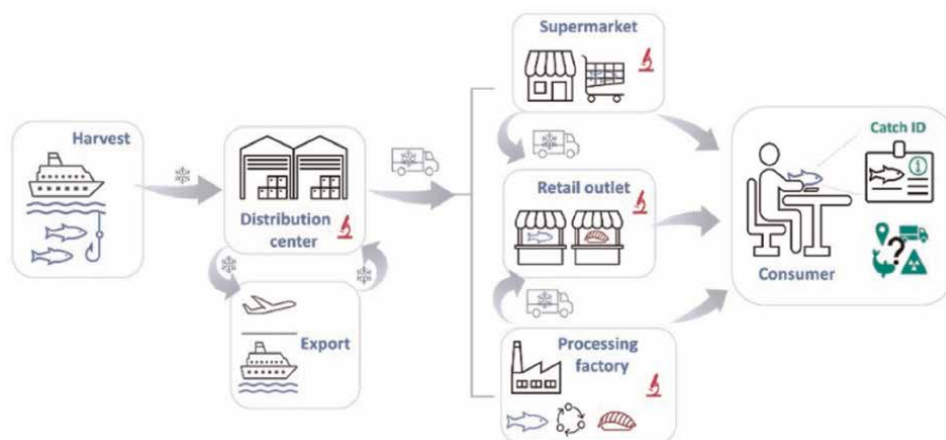 Supermarket
Harvest
Catch ID
Distribution
center
Retail outlet
Consumer
Export
Processing
factory